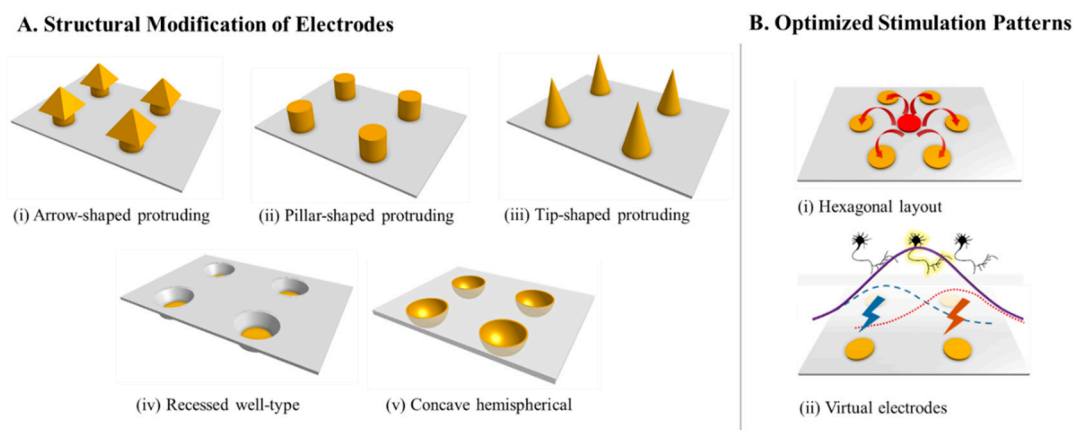 A. Structural Modification of Electrodes
(i) Arrow-shaped protruding
(ii) Pillar-shaped protruding
(iii) Tip-shaped protruding
(iv) Recessed well-type
(v) Concave hemispherical
B. Optimized Stimulation Patterns
(i) Hexagonal layout
(ii) Virtual electrodes